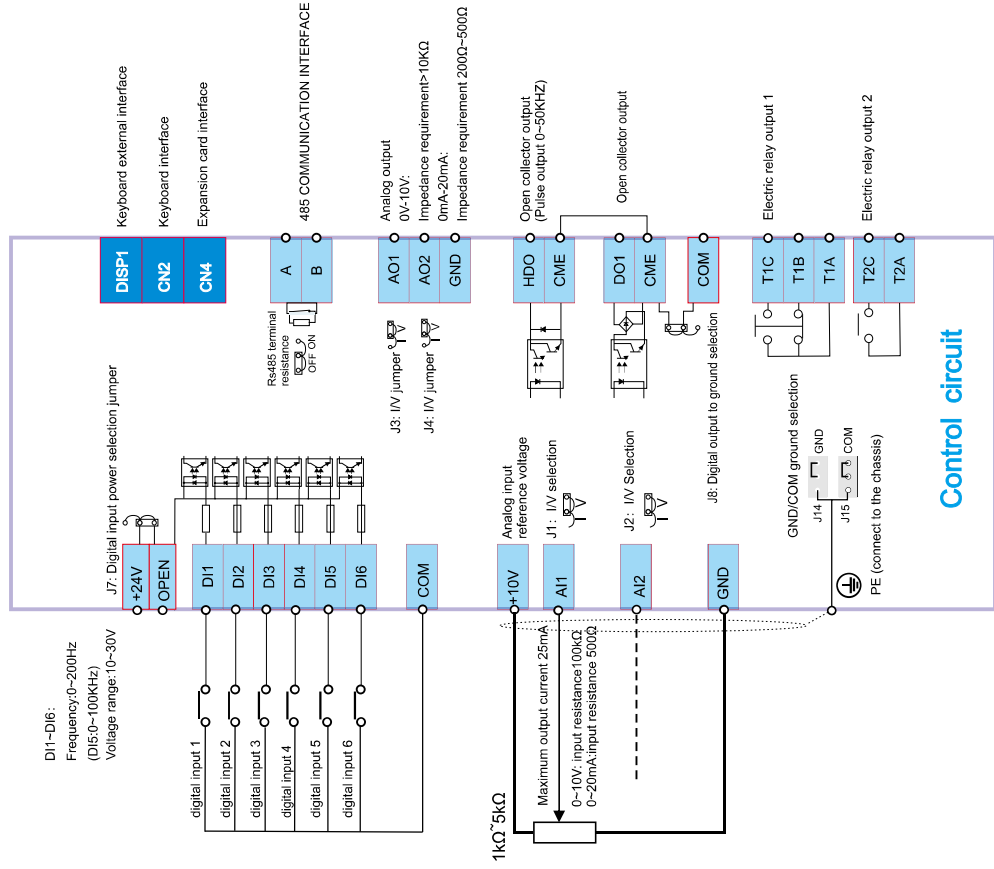 DI1~DI6:
Frequency:0~200Hz
(DI5:0~100KHz)
Voltage range:10~30V
digital input 1
digital input 2
digital input 3
digital input 4
digital input 5
digital input 6
J7: Digital input power selection jumper
+24V
OPEN
DI1
DI2
DI3
DI4
DI5
DI6
COM
1kΩ~5kΩ
Maximum output current 25mA
0~10V: input resistance100kΩ
0~20mA:input resistance 500Ω
+10V
AI1
AI2
GND
Analog input
reference voltage
J1: I/V selection
I
V
J2: I/V Selection
I
V
GND/COM ground selection
J14
GND
J15
COM
PE (connect to the chassis)
DISP1
CN2
CN4
Keyboard external interface
Keyboard interface
Expansion card interface
Rs485 terminal
resistance
OFF ON
A
B
485 COMMUNICATION INTERFACE
J3: I/V jumper
I
V
J4: I/V jumper
I
V
AO1
AO2
GND
Analog output
0V-10V:
Impedance requirement>10KΩ
0mA-20mA:
Impedance requirement 200Ω~500Ω
HDO
CME
Open collector output
(Pulse output 0~50KHZ)
DO1
CME
COM
Open collector output
J8: Digital output to ground selection
T1C
T1B
T1A
Electric relay output 1
T2C
T2A
Electric relay output 2
Control circuit